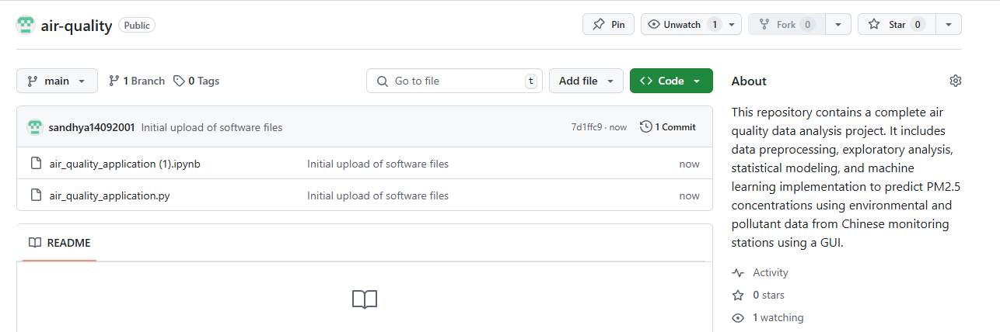 air-quality Public Pin Unwatch 1 Fork 0 Star 0
main 1 Branch 0 Tags Go to file t Add file Code
sandhya14092001 Initial upload of software files 7d1ffc9 · now 1 Commit
air_quality_application (1).ipynb Initial upload of software files now
air_quality_application.py Initial upload of software files now
README
About
This repository contains a complete air
quality data analysis project. It includes
data preprocessing, exploratory analysis,
statistical modeling, and machine
learning implementation to predict PM2.5
concentrations using environmental and
pollutant data from Chinese monitoring
stations using a GUI.
Activity
0 stars
1 watching